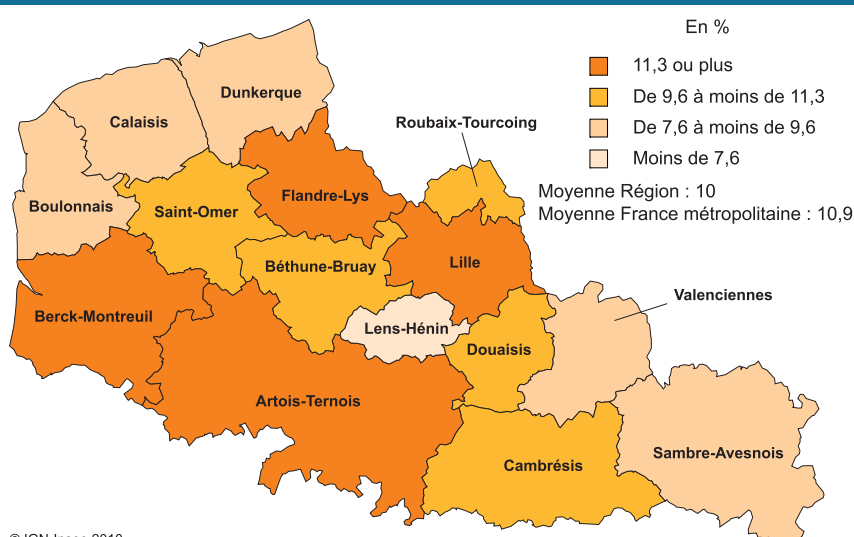 En %
11,3 ou plus
De 9,6 à moins de 11,3
De 7,6 à moins de 9,6
Moins de 7,6
Moyenne Région : 10
Moyenne France métropolitaine : 10,9
Dunkerque
Calaisis
Roubaix-Tourcoing
Flandre-Lys
Boulonnais
Saint-Omer
Béthune-Bruay
Lille
Valenciennes
Berck-Montreuil
Lens-Hénin
Douaisis
Artois-Ternois
Sambre-Avesnois
Cambrésis